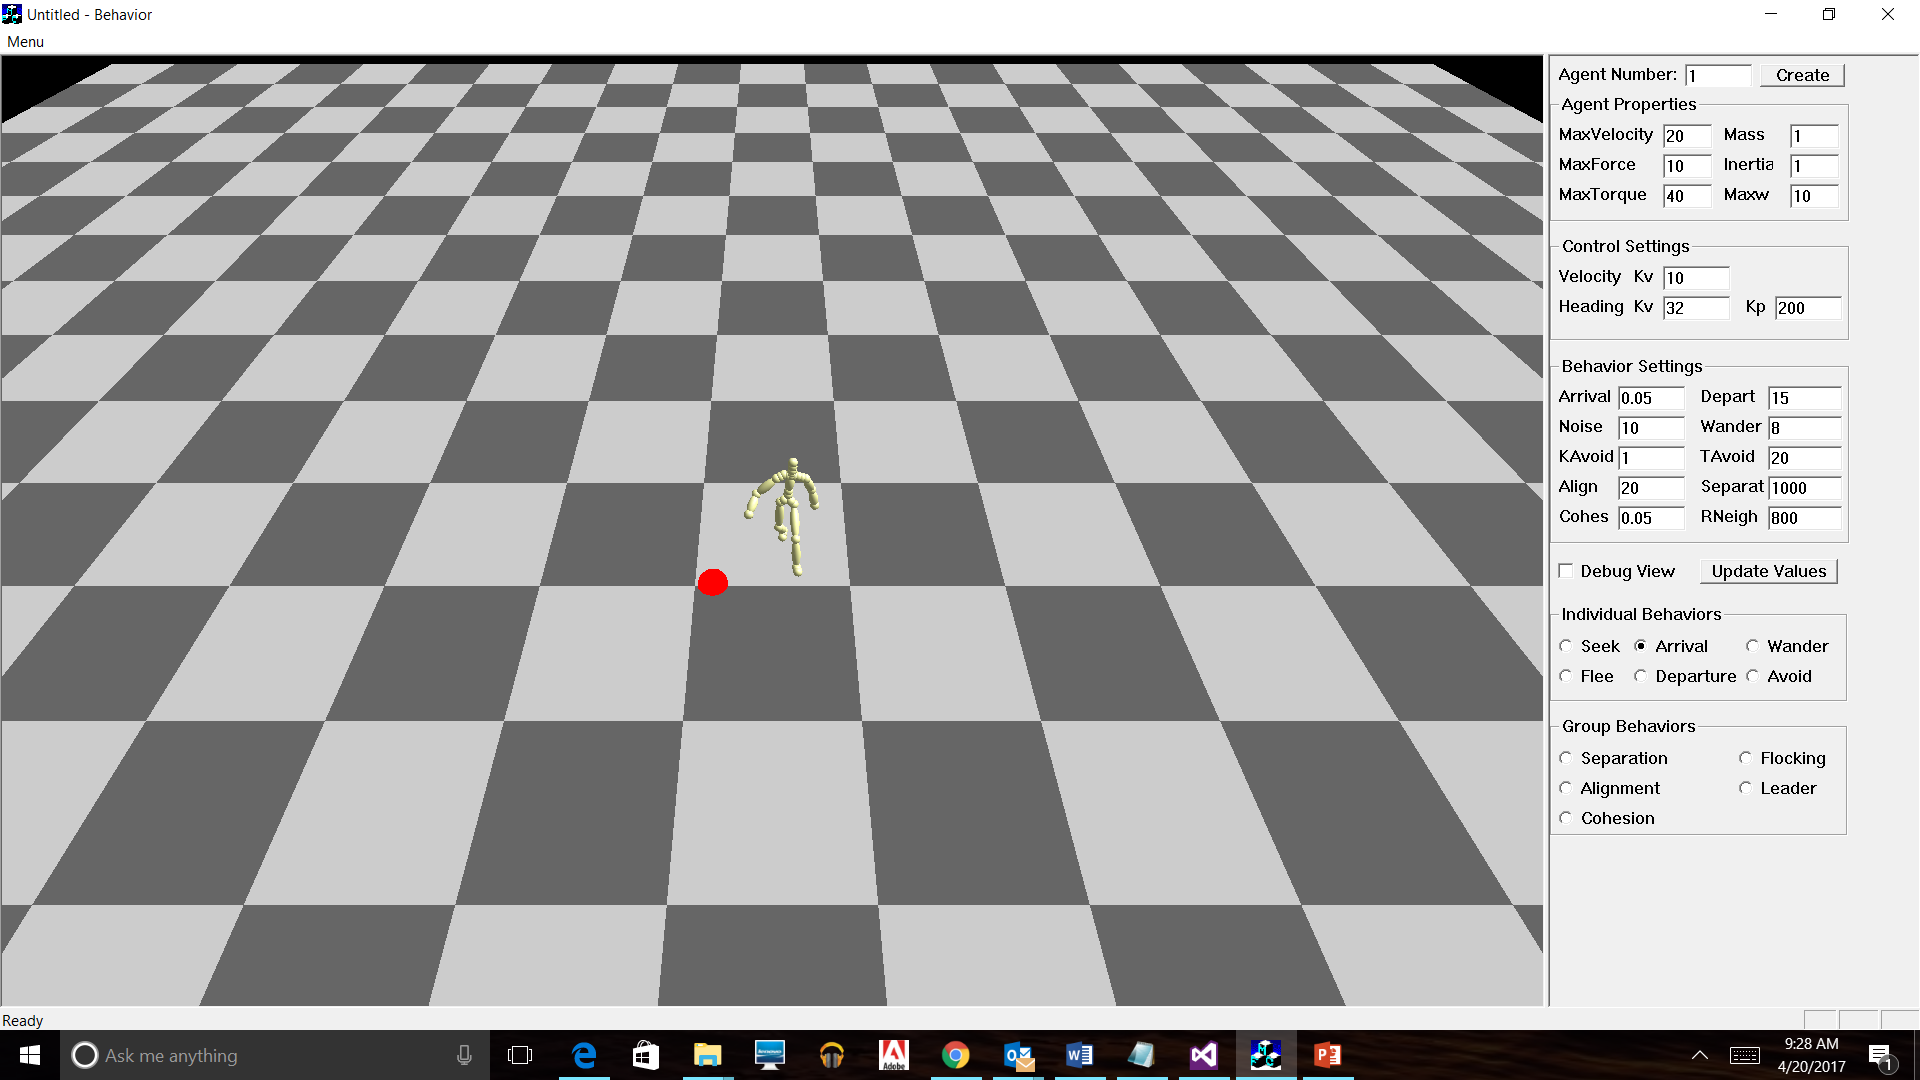 Untitled - Behavior
Menu
Agent Number: 1 Create
Agent Properties
MaxVelocity 20 Mass 1
MaxForce 10 Inertia 1
MaxTorque 40 Maxw 10
Control Settings
Velocity Kv 10
Heading Kv 32 Kp 200
Behavior Settings
Arrival 0.05 Depart 15
Noise 10 Wander 8
KAvoid 1 TAvoid 20
Align 20 Separat 1000
Cohes 0.05 RNeigh 800
Debug View Update Values
Individual Behaviors
Seek Arrival Wander
Flee Departure Avoid
Group Behaviors
Separation Flocking
Alignment Leader
Cohesion
Ready
Ask me anything
Adobe
9:28 AM
4/20/2017
1